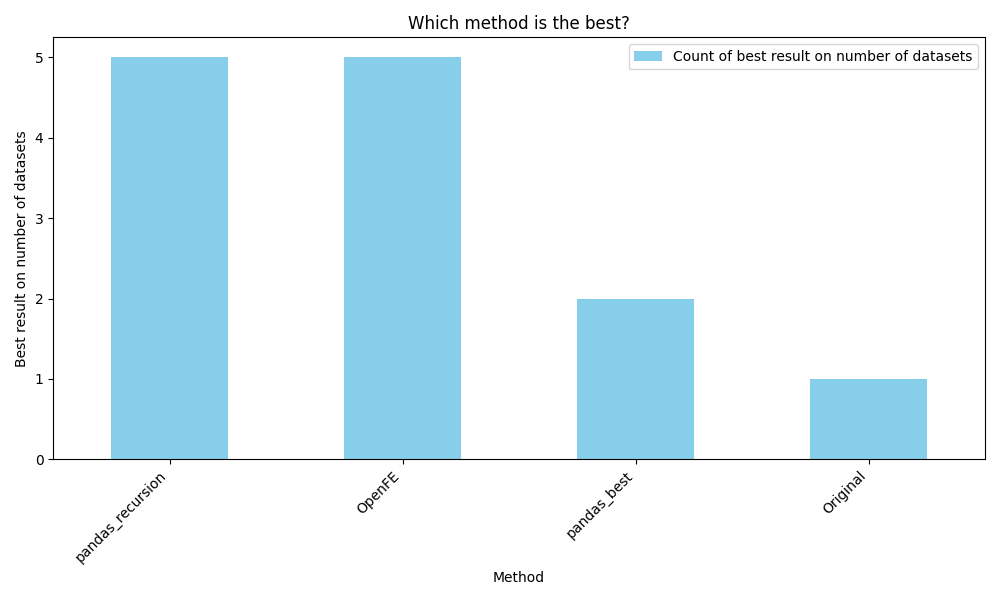 Which method is the best?
Count of best result on number of datasets
Best result on number of datasets
5
4
3
2
1
0
pandas_recursion
OpenFE
pandas_best
Original
Method